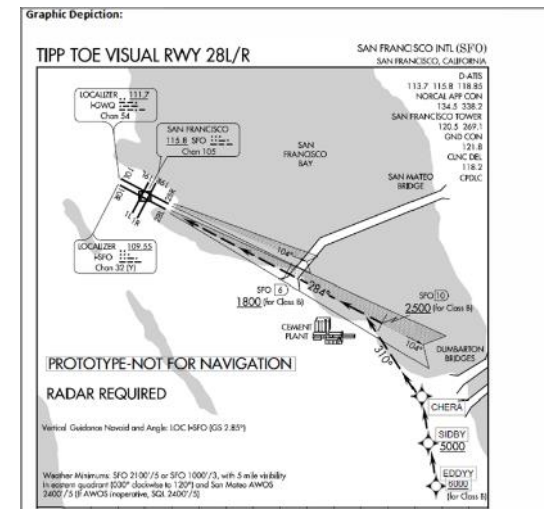 Graphic Depiction:
TIPP TOE VISUAL RWY 28L/R
SAN FRANCISCO INTL (SFO)
SAN FRANCISCO, CALIFORNIA
D-ATIS
113.7 115.8 118.85
NORCAL APP CON
134.5 338.2
SAN FRANCISCO TOWER
120.5 269.1
GND CON
121.8
CLNC DEL
118.2
CPDLC
LOCALIZER 111.7
I-GWQ
Chan 54
SAN FRANCISCO
115.8 SFO
Chan 105
SAN
FRANCISCO
BAY
SAN MATEO
BRIDGE
28R
28L
LOCALIZER 109.55
I-SFO
Chan 32 (Y)
104°
284°
SFO 6
1800 (for Class B)
SFO 10
2500 (for Class B)
104°
CEMENT
PLANT
310°
DUMBARTON
BRIDGES
PROTOTYPE-NOT FOR NAVIGATION
RADAR REQUIRED
CHERA
Vertical Guidance Navaid and Angle: LOC I-SFO (GS 2.85°)
SIDBY
5000
EDDYY
6000
(for Class B)
Weather Minimums: SFO 2100'/5 or SFO 1000'/3, with 5 mile visibility
in eastern quadrant (030° clockwise to 120°) and San Mateo AWOS
2400'/5 (If AWOS inoperative, SQL 2400'/5)